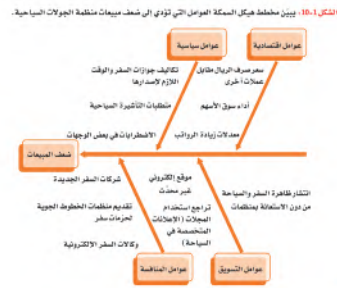 الشكل 1-10: يبيّن مخطط هيكل السمكة العوامل التي تؤدي إلى ضعف مبيعات منظمة الجولات السياحية.
عوامل اقتصادية
عوامل سياسية
سعر صرف الريال مقابل
عملات أخرى
أداء سوق الأسهم
معدلات زيادة الرواتب
تكاليف جوازات السفر والوقت
اللازم لإصدارها
متطلبات التأشيرة السياحية
الاضطرابات في بعض الوجهات
ضعف المبيعات
انتشار ظاهرة السفر والسياحة
من دون الاستعانة بمنظمات
موقع إلكتروني
غير محدث
تراجع استخدام
المجلات (الإعلانات
المتخصصة في
السياحة)
شركات السفر الجديدة
تقديم منظمات الخطوط الجوية
لحزمات سفر
وكالات السفر الإلكترونية
عوامل التسويق
عوامل المنافسة